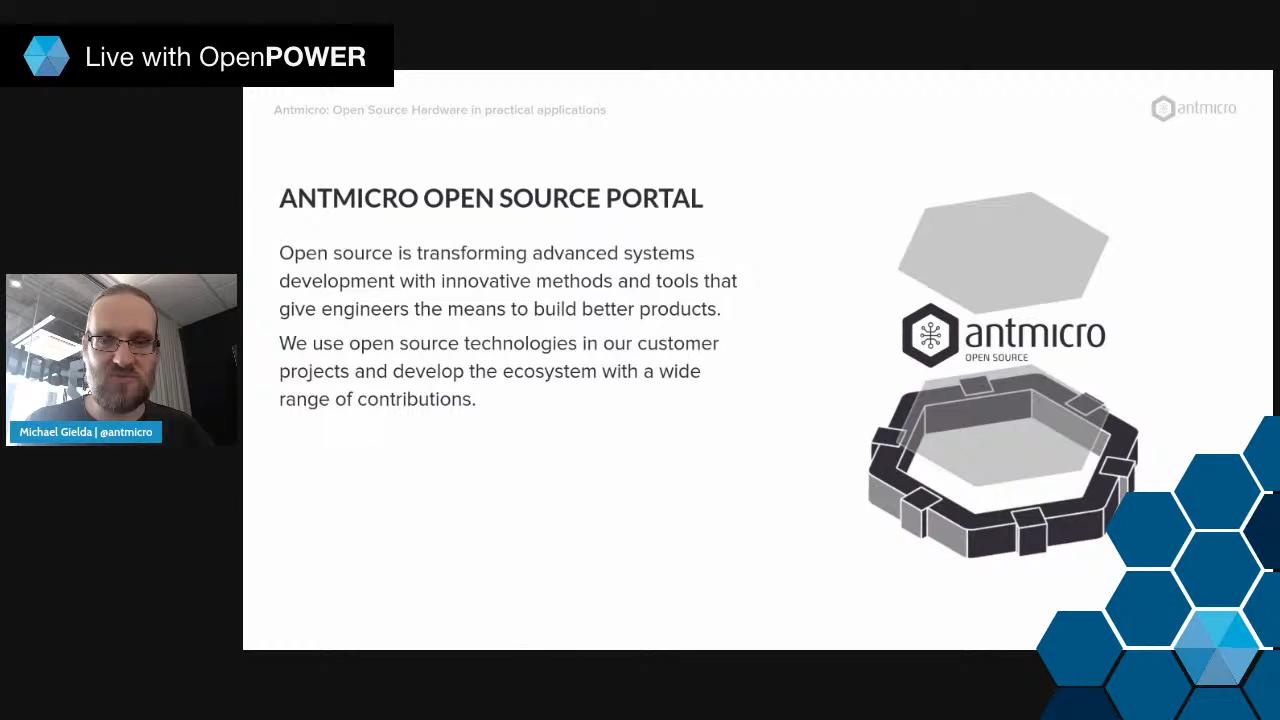 Live with OpenPOWER
Antmicro: Open Source Hardware in practical applications
antmicro
ANTMICRO OPEN SOURCE PORTAL
Open source is transforming advanced systems
development with innovative methods and tools that
give engineers the means to build better products.
We use open source technologies in our customer
projects and develop the ecosystem with a wide
range of contributions.
antmicro
OPEN SOURCE
Michael Gielda | @antmicro